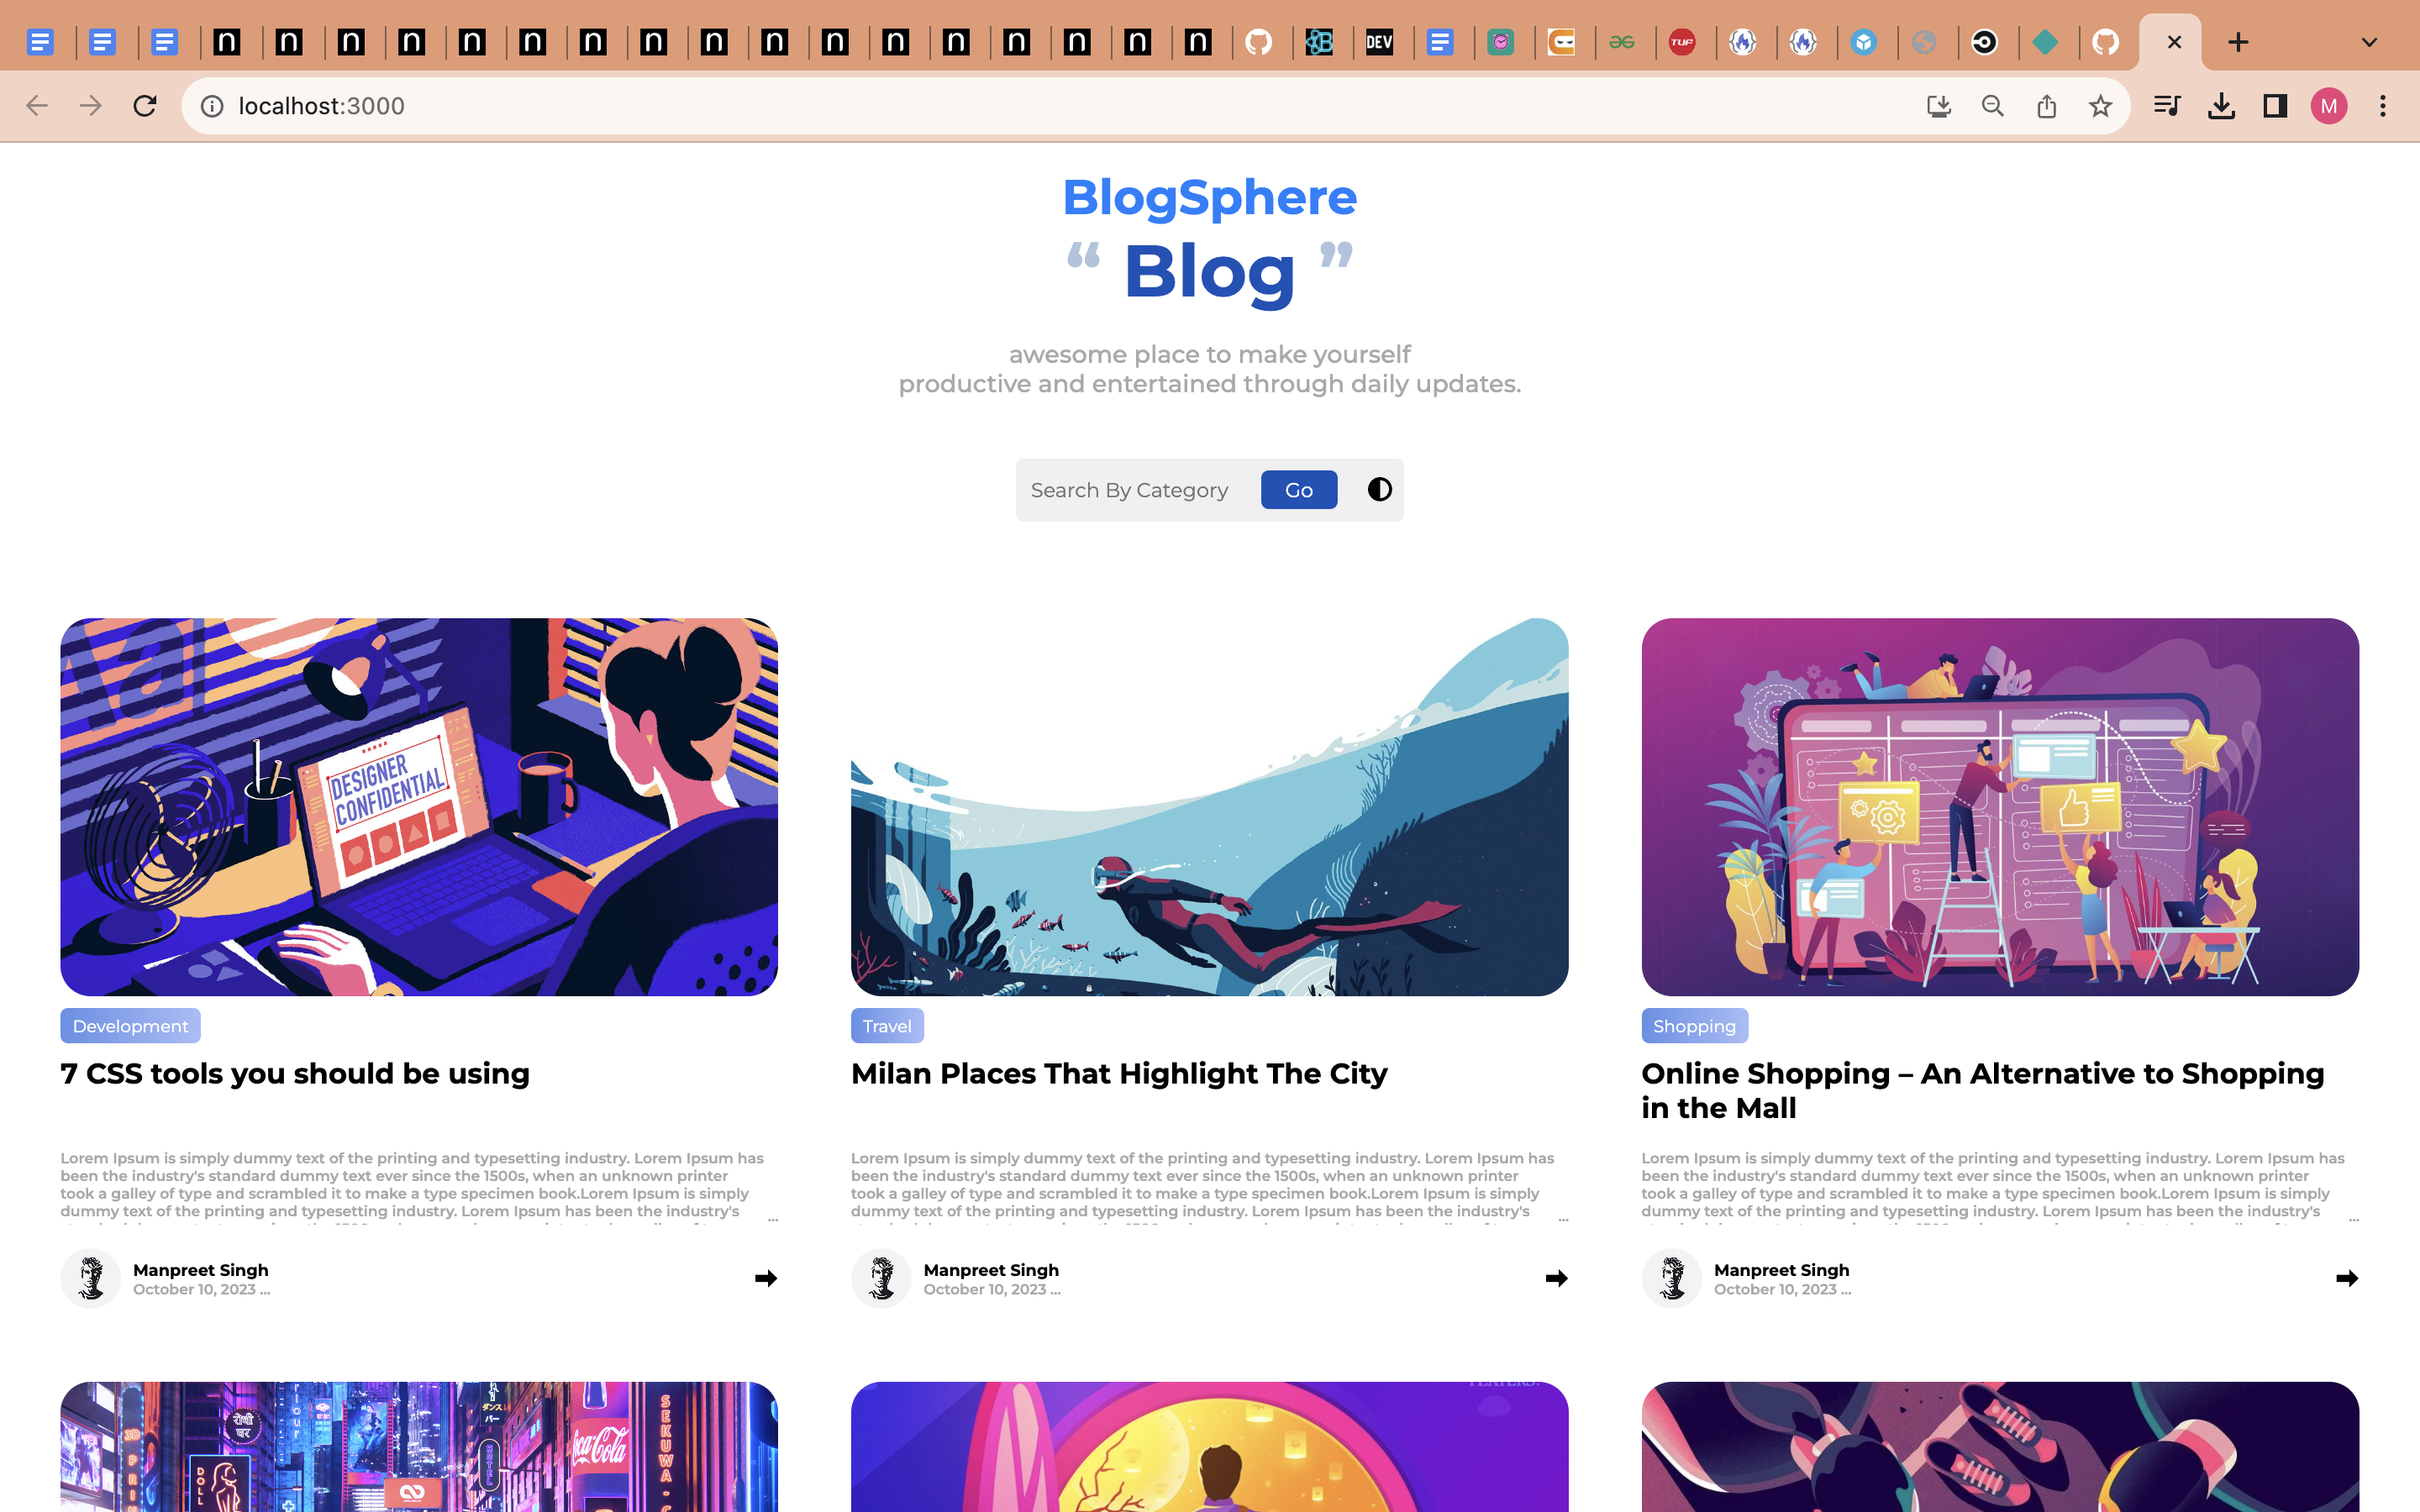 DEV
TUF
localhost:3000
M
BlogSphere
“ Blog ”
awesome place to make yourself
productive and entertained through daily updates.
Search By Category
Go
DESIGNER
CONFIDENTIAL
Development
7 CSS tools you should be using
Lorem Ipsum is simply dummy text of the printing and typesetting industry. Lorem Ipsum has
been the industry's standard dummy text ever since the 1500s, when an unknown printer
took a galley of type and scrambled it to make a type specimen book.Lorem Ipsum is simply
dummy text of the printing and typesetting industry. Lorem Ipsum has been the industry's
...
Manpreet Singh
October 10, 2023 ...
Travel
Milan Places That Highlight The City
Lorem Ipsum is simply dummy text of the printing and typesetting industry. Lorem Ipsum has
been the industry's standard dummy text ever since the 1500s, when an unknown printer
took a galley of type and scrambled it to make a type specimen book.Lorem Ipsum is simply
dummy text of the printing and typesetting industry. Lorem Ipsum has been the industry's
...
Manpreet Singh
October 10, 2023 ...
Shopping
Online Shopping – An Alternative to Shopping
in the Mall
Lorem Ipsum is simply dummy text of the printing and typesetting industry. Lorem Ipsum has
been the industry's standard dummy text ever since the 1500s, when an unknown printer
took a galley of type and scrambled it to make a type specimen book.Lorem Ipsum is simply
dummy text of the printing and typesetting industry. Lorem Ipsum has been the industry's
...
Manpreet Singh
October 10, 2023 ...
DOLL
Coca-Cola
SEKUWA-